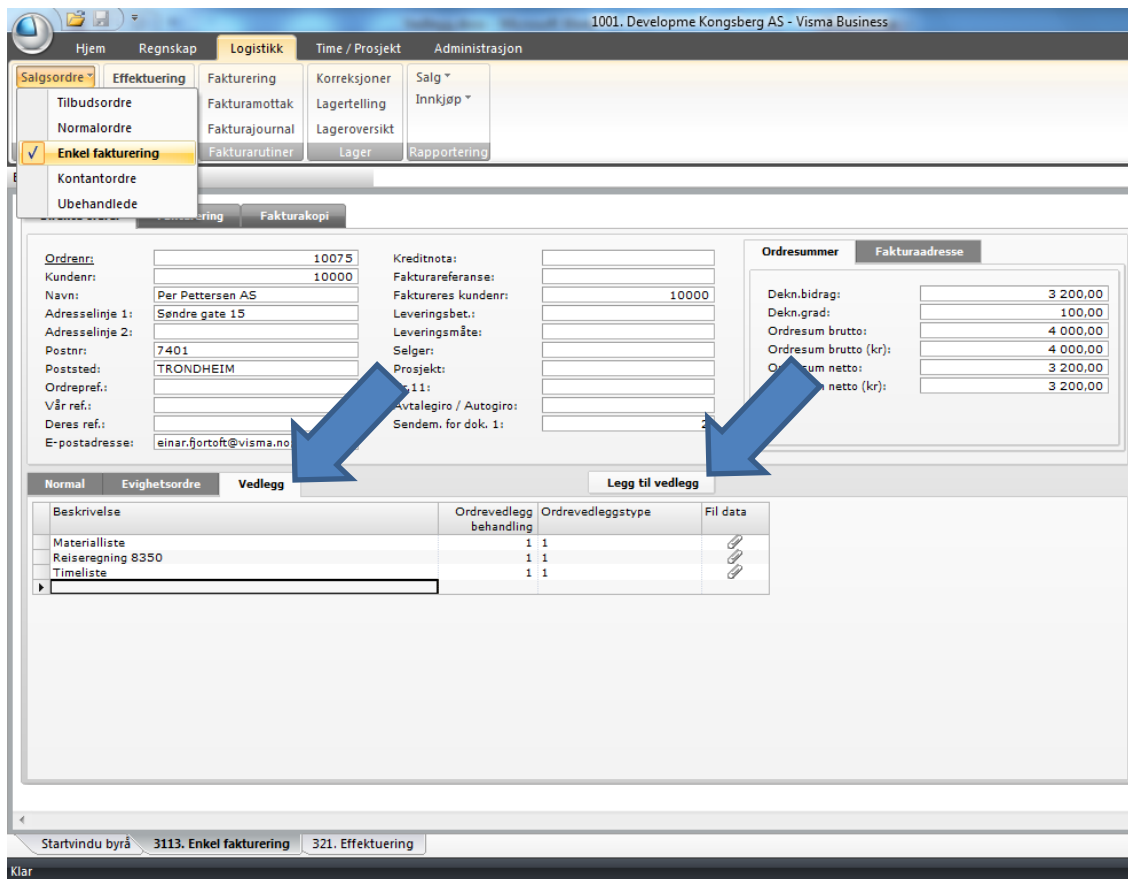 1001. Developme Kongsberg AS - Visma Business
Hjem Regnskap Logistikk Time / Prosjekt Administrasjon
Salgsordre Effektuering Fakturering Korreksjoner Salg
Tilbudsordre Fakturamottak Lagertelling Innkjøp
Normalordre Fakturajournal Lageroversikt
Enkel fakturering Fakturarutiner Lager Rapportering
Kontantordre
Ubehandlede
Fakturakopi
Ordresummer Fakturaadresse
Ordrenr: 10075 Kreditnota:
Kundenr: 10000 Fakturareferanse:
Navn: Per Pettersen AS Faktureres kundenr: 10000 Dekn.bidrag: 3 200,00
Adresselinje 1: Søndre gate 15 Leveringsbet.: Dekn.grad: 100,00
Adresselinje 2: Leveringsmåte: Ordresum brutto: 4 000,00
Postnr: 7401 Selger: Ordresum brutto (kr): 4 000,00
Poststed: TRONDHEIM Prosjekt: netto: 3 200,00
Ordrepref.: 11: netto (kr): 3 200,00
Vår ref.: Avtalegiro / Autogiro:
Deres ref.: Sendem. for dok. 1: 2
E-postadresse: einar.fjortoft@visma.no
Normal Evighetsordre Vedlegg Legg til vedlegg
Beskrivelse Ordrevedlegg behandling Ordrevedleggstype Fil data
Materialliste 1 1
Reiseregning 8350 1 1
Timeliste 1 1
Startvindu byrå 3113. Enkel fakturering 321. Effektuering
Klar